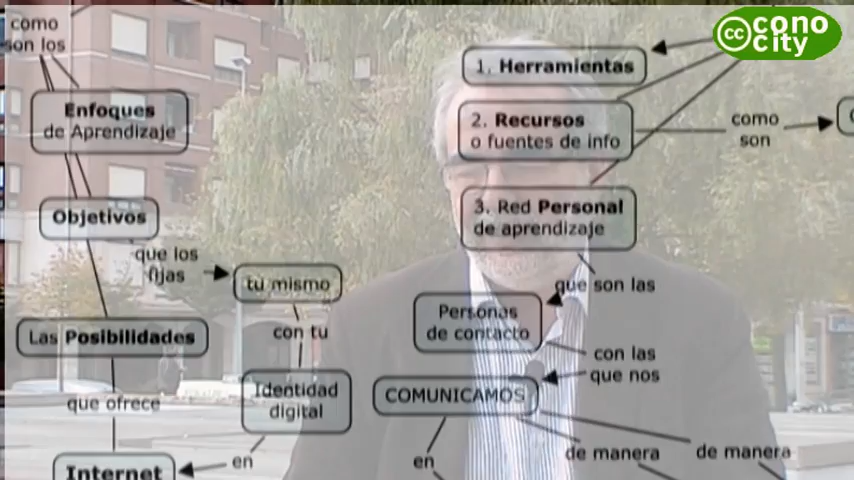 como
son los
Enfoques
de Aprendizaje
Objetivos
que los
fijas
tú mismo
Las Posibilidades
con tu
que ofrece
Identidad
digital
Internet
en
1. Herramientas
2. Recursos
o fuentes de info
como
son
3. Red Personal
de aprendizaje
que son las
Personas
de contacto
con las
que nos
COMUNICAMOS
en
de manera
de manera
cc cono
city